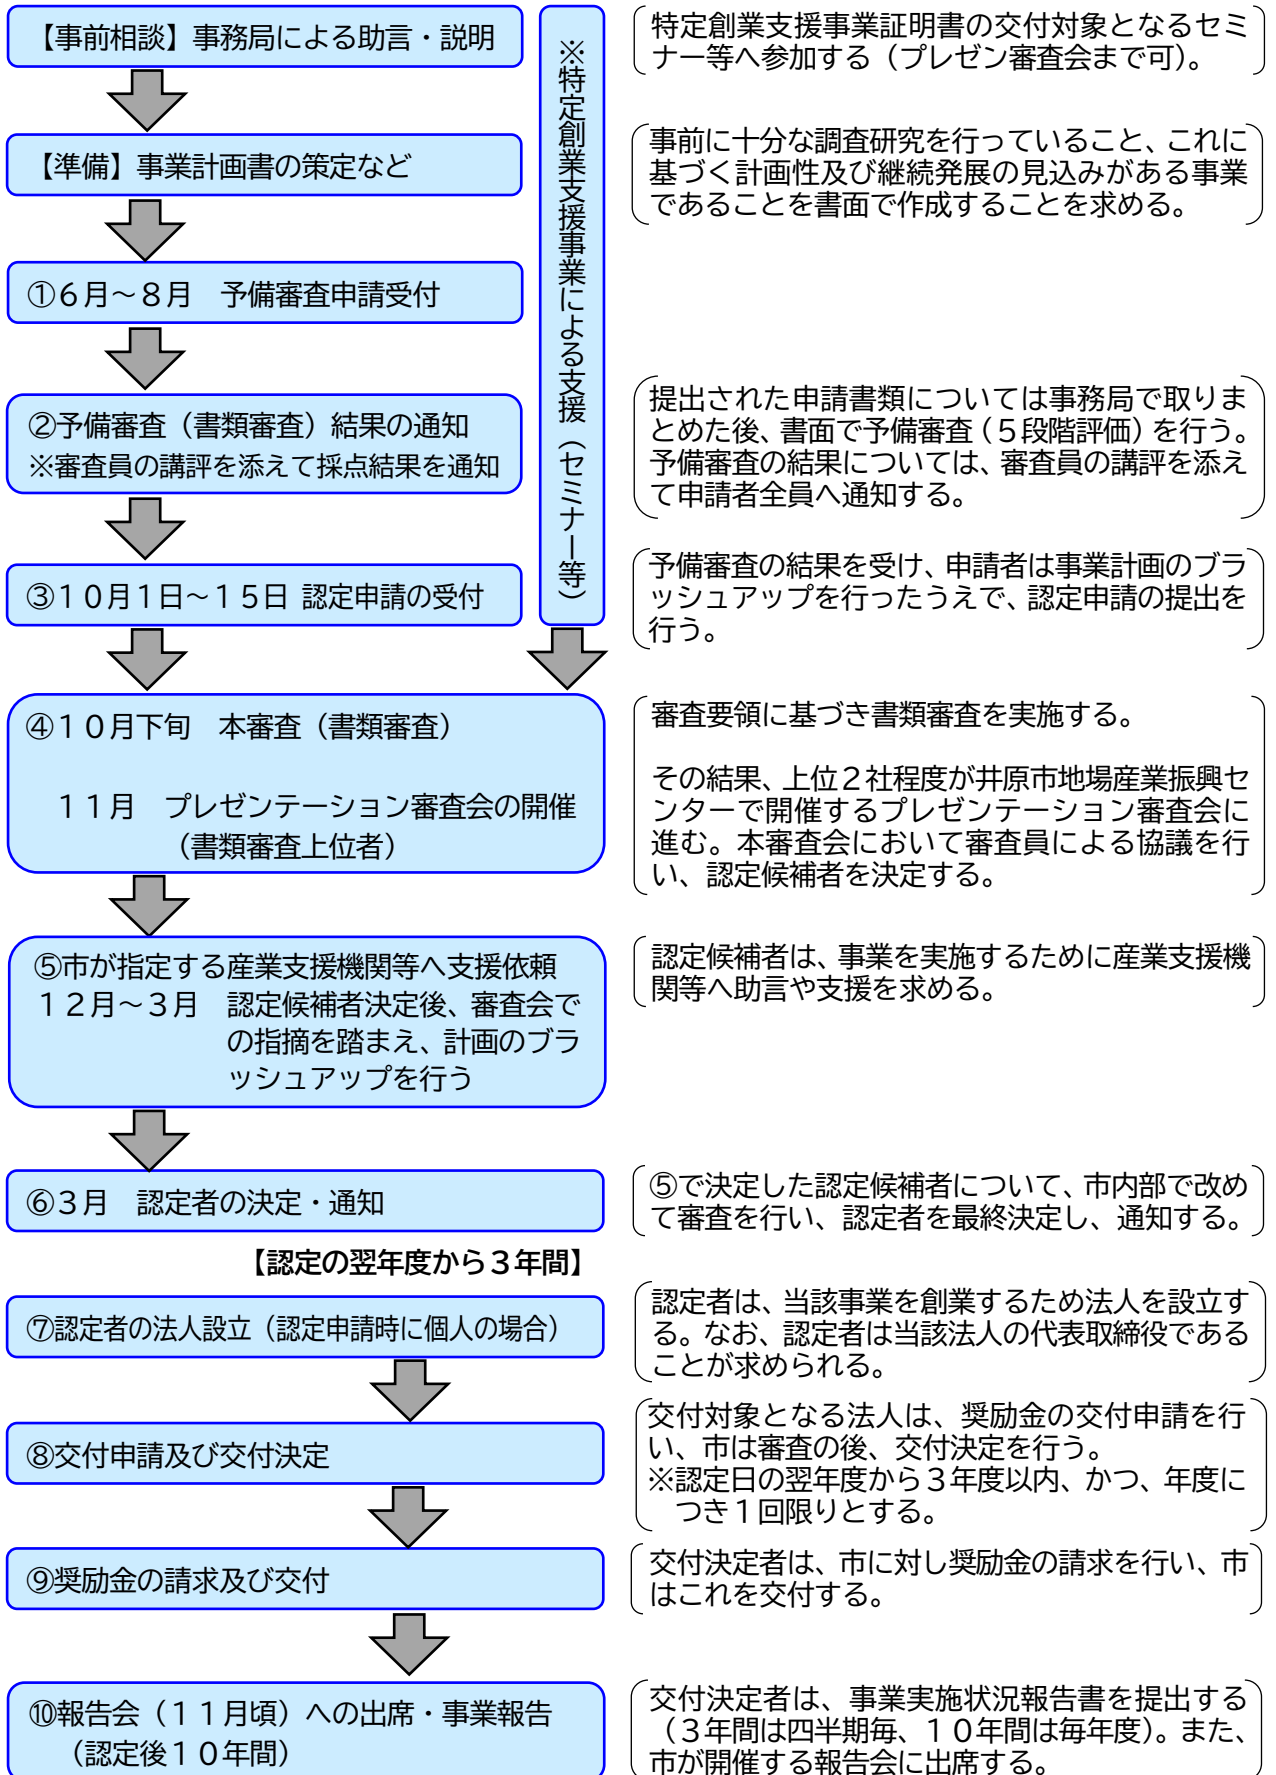 【事前相談】事務局による助言・説明
特定創業支援事業証明書の交付対象となるセミ
ナー等へ参加する（プレゼン審査会まで可）。
※特定創業支援事業による支援（セミナー等）
【準備】事業計画書の策定など
事前に十分な調査研究を行っていること、これに
基づく計画性及び継続発展の見込みがある事業
であることを書面で作成することを求める。
①６月～８月　予備審査申請受付
②予備審査（書類審査）結果の通知
※審査員の講評を添えて採点結果を通知
提出された申請書類については事務局で取りま
とめた後、書面で予備審査（５段階評価）を行う。
予備審査の結果については、審査員の講評を添え
て申請者全員へ通知する。
③１０月１日～１５日 認定申請の受付
予備審査の結果を受け、申請者は事業計画のブラ
ッシュアップを行ったうえで、認定申請の提出を
行う。
④１０月下旬　本審査（書類審査）
１１月　プレゼンテーション審査会の開催
（書類審査上位者）
審査要領に基づき書類審査を実施する。
その結果、上位２社程度が井原市地場産業振興セ
ンターで開催するプレゼンテーション審査会に
進む。本審査会において審査員による協議を行
い、認定候補者を決定する。
⑤市が指定する産業支援機関等へ支援依頼
１２月～３月　認定候補者決定後、審査会で
の指摘を踏まえ、計画のブラ
ッシュアップを行う
認定候補者は、事業を実施するために産業支援機
関等へ助言や支援を求める。
⑥３月　認定者の決定・通知
⑤で決定した認定候補者について、市内部で改め
て審査を行い、認定者を最終決定し、通知する。
【認定の翌年度から３年間】
⑦認定者の法人設立（認定申請時に個人の場合）
認定者は、当該事業を創業するため法人を設立す
る。なお、認定者は当該法人の代表取締役である
ことが求められる。
⑧交付申請及び交付決定
交付対象となる法人は、奨励金の交付申請を行
い、市は審査の後、交付決定を行う。
※認定日の翌年度から３年度以内、かつ、年度に
つき１回限りとする。
⑨奨励金の請求及び交付
交付決定者は、市に対し奨励金の請求を行い、市
はこれを交付する。
⑩報告会（１１月頃）への出席・事業報告
（認定後１０年間）
交付決定者は、事業実施状況報告書を提出する
（３年間は四半期毎、１０年間は毎年度）。また、
市が開催する報告会に出席する。